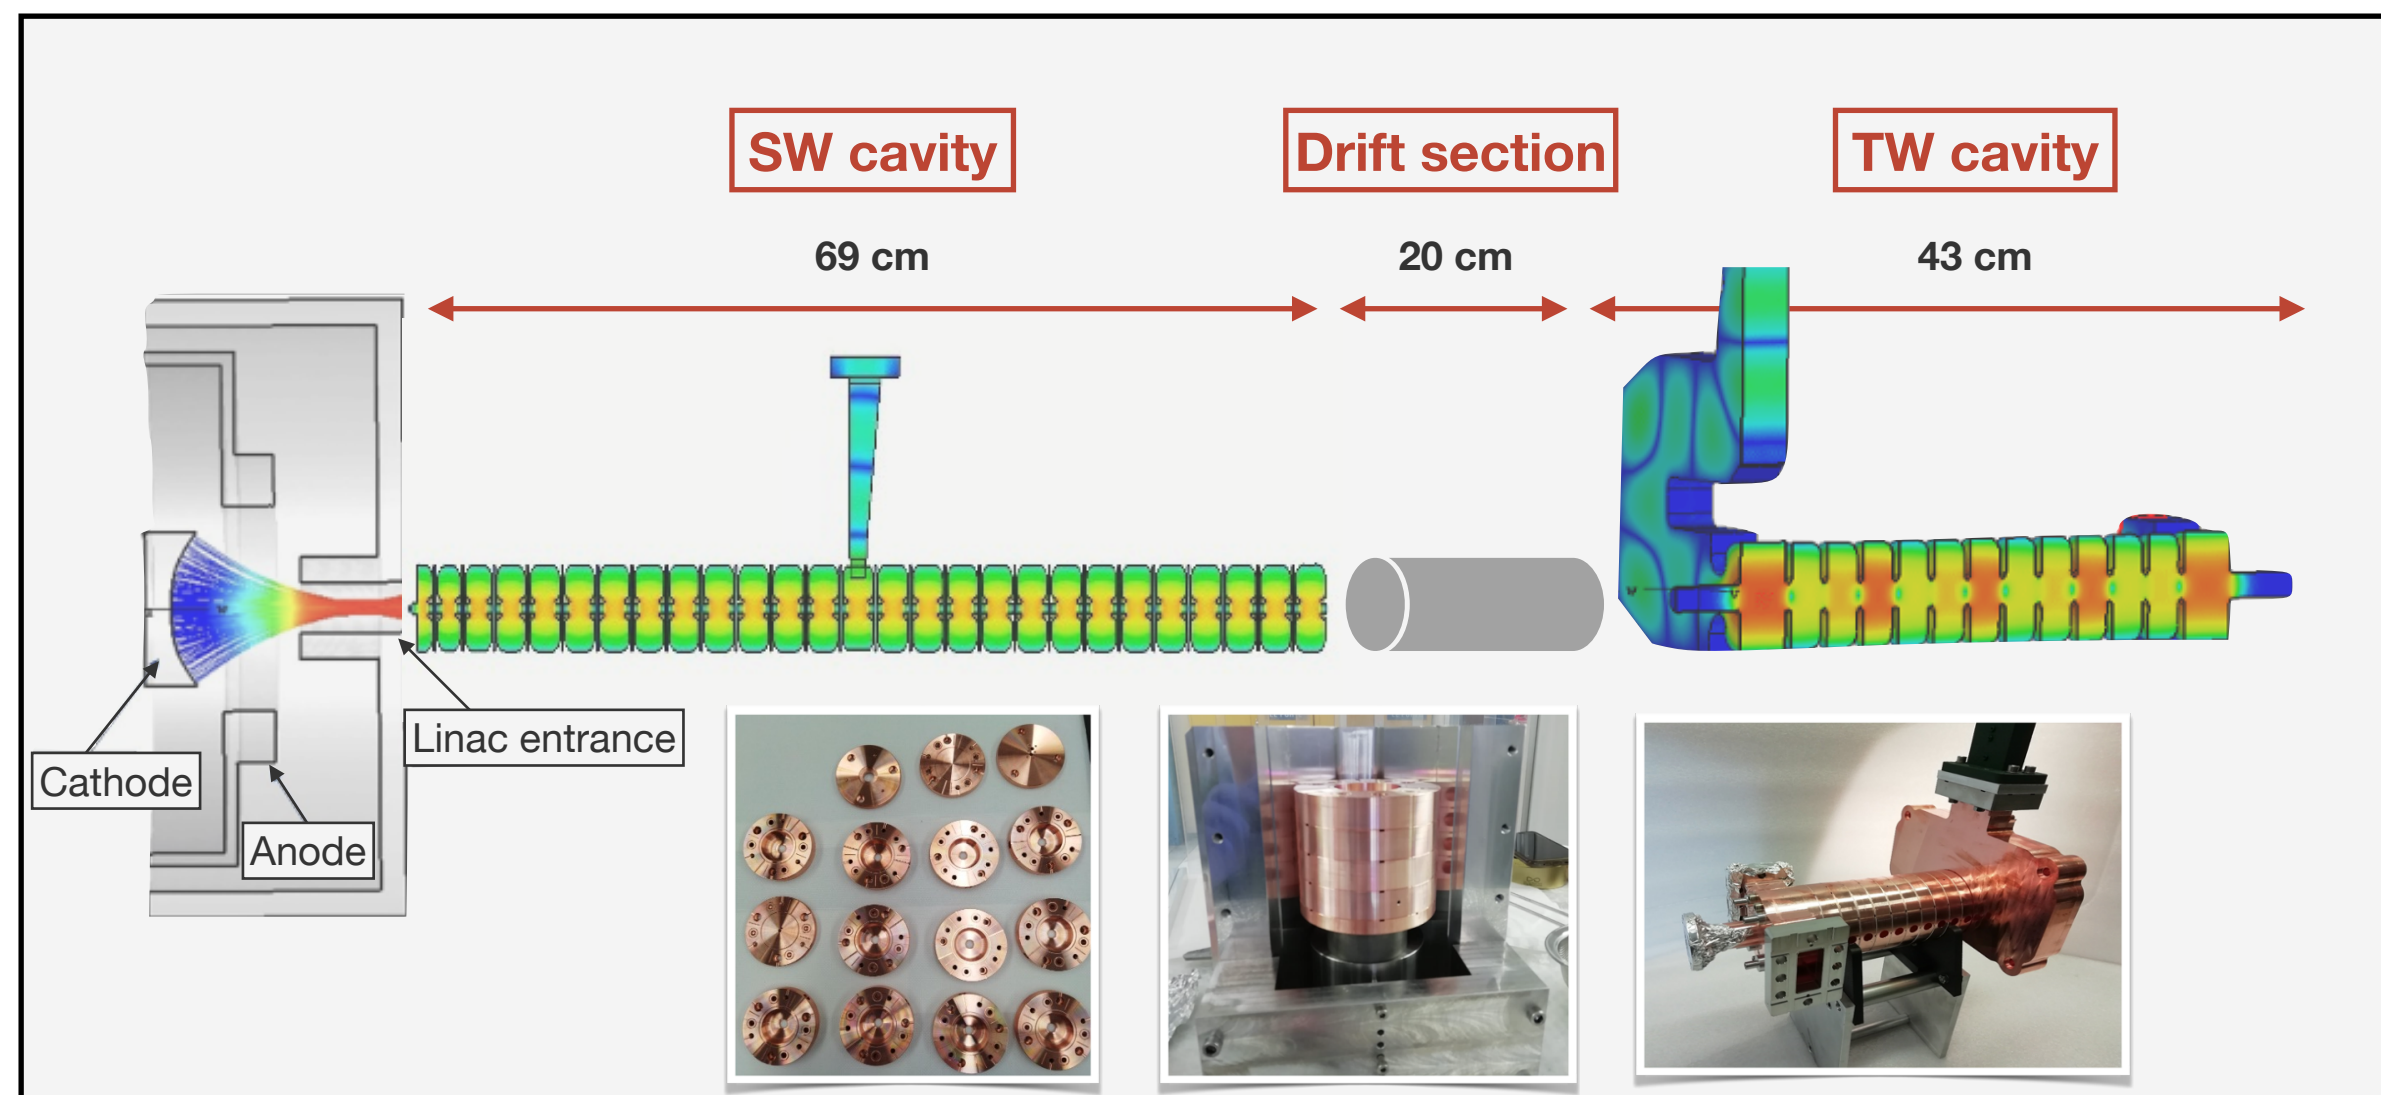 SW cavity
Drift section
TW cavity
69 cm
20 cm
43 cm
Linac entrance
Cathode
Anode